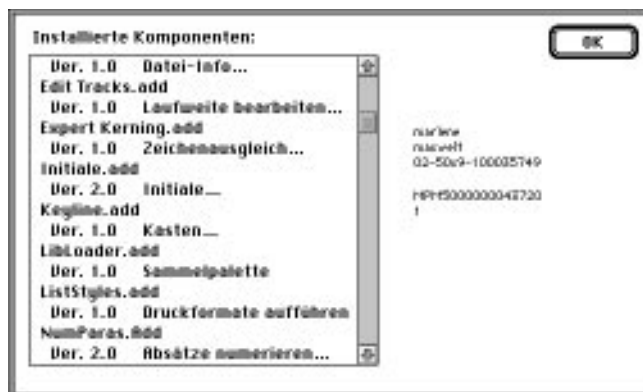 Installierte Komponenten:
OK
Ver. 1.0 Datei-Info...
Edit Tracks.add
Ver. 1.0 Laufweite bearbeiten...
Expert Kerning.add
Ver. 1.0 Zeichenausgleich...
Initiale.add
Ver. 2.0 Initiale...
Keyline.add
Ver. 1.0 Kasten...
LibLoader.add
Ver. 1.0 Sammelpalette
ListStyles.add
Ver. 1.0 Druckformate aufführen
NumParas.Add
Ver. 2.0 Absätze numerieren...
marlene
1